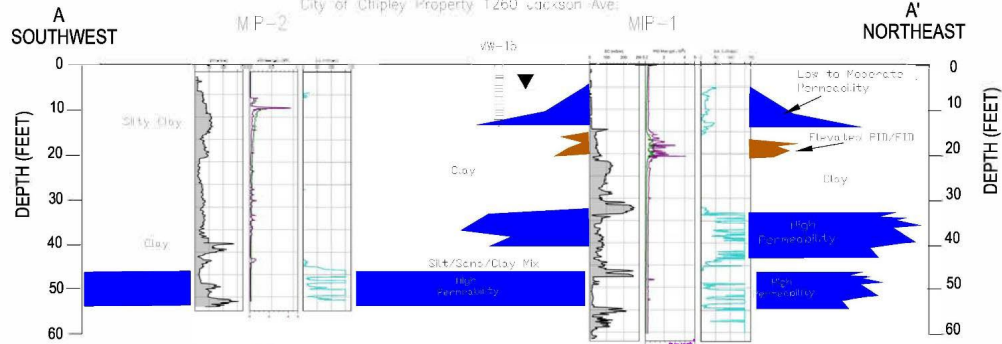 City of Chipley Property 1260 Jackson Ave.
A
SOUTHWEST
MIP-2
MIP-1
A'
NORTHEAST
VW-15
DEPTH (FEET)
0
10
20
30
40
50
60
Silty Clay
Clay
Clay
Silt/Sand/Clay Mix
High
Permeability
Low to Moderate
Permeability
Elevated PID/FID
Clay
High
Permeability
High
Permeability
0
10
20
30
40
50
60
DEPTH (FEET)